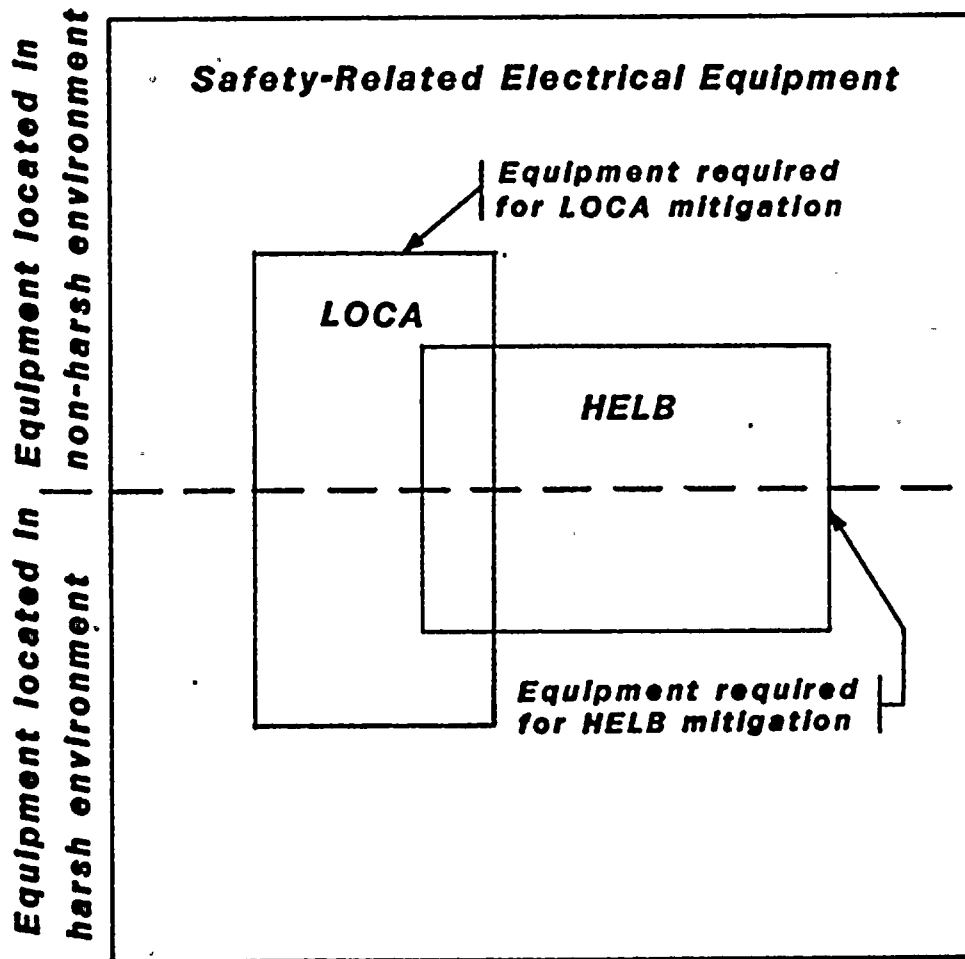 Safety-Related Electrical Equipment
Equipment located in
non-harsh environment
Equipment required
for LOCA mitigation
LOCA
HELB
Equipment located in
harsh environment
Equipment required
for HELB mitigation